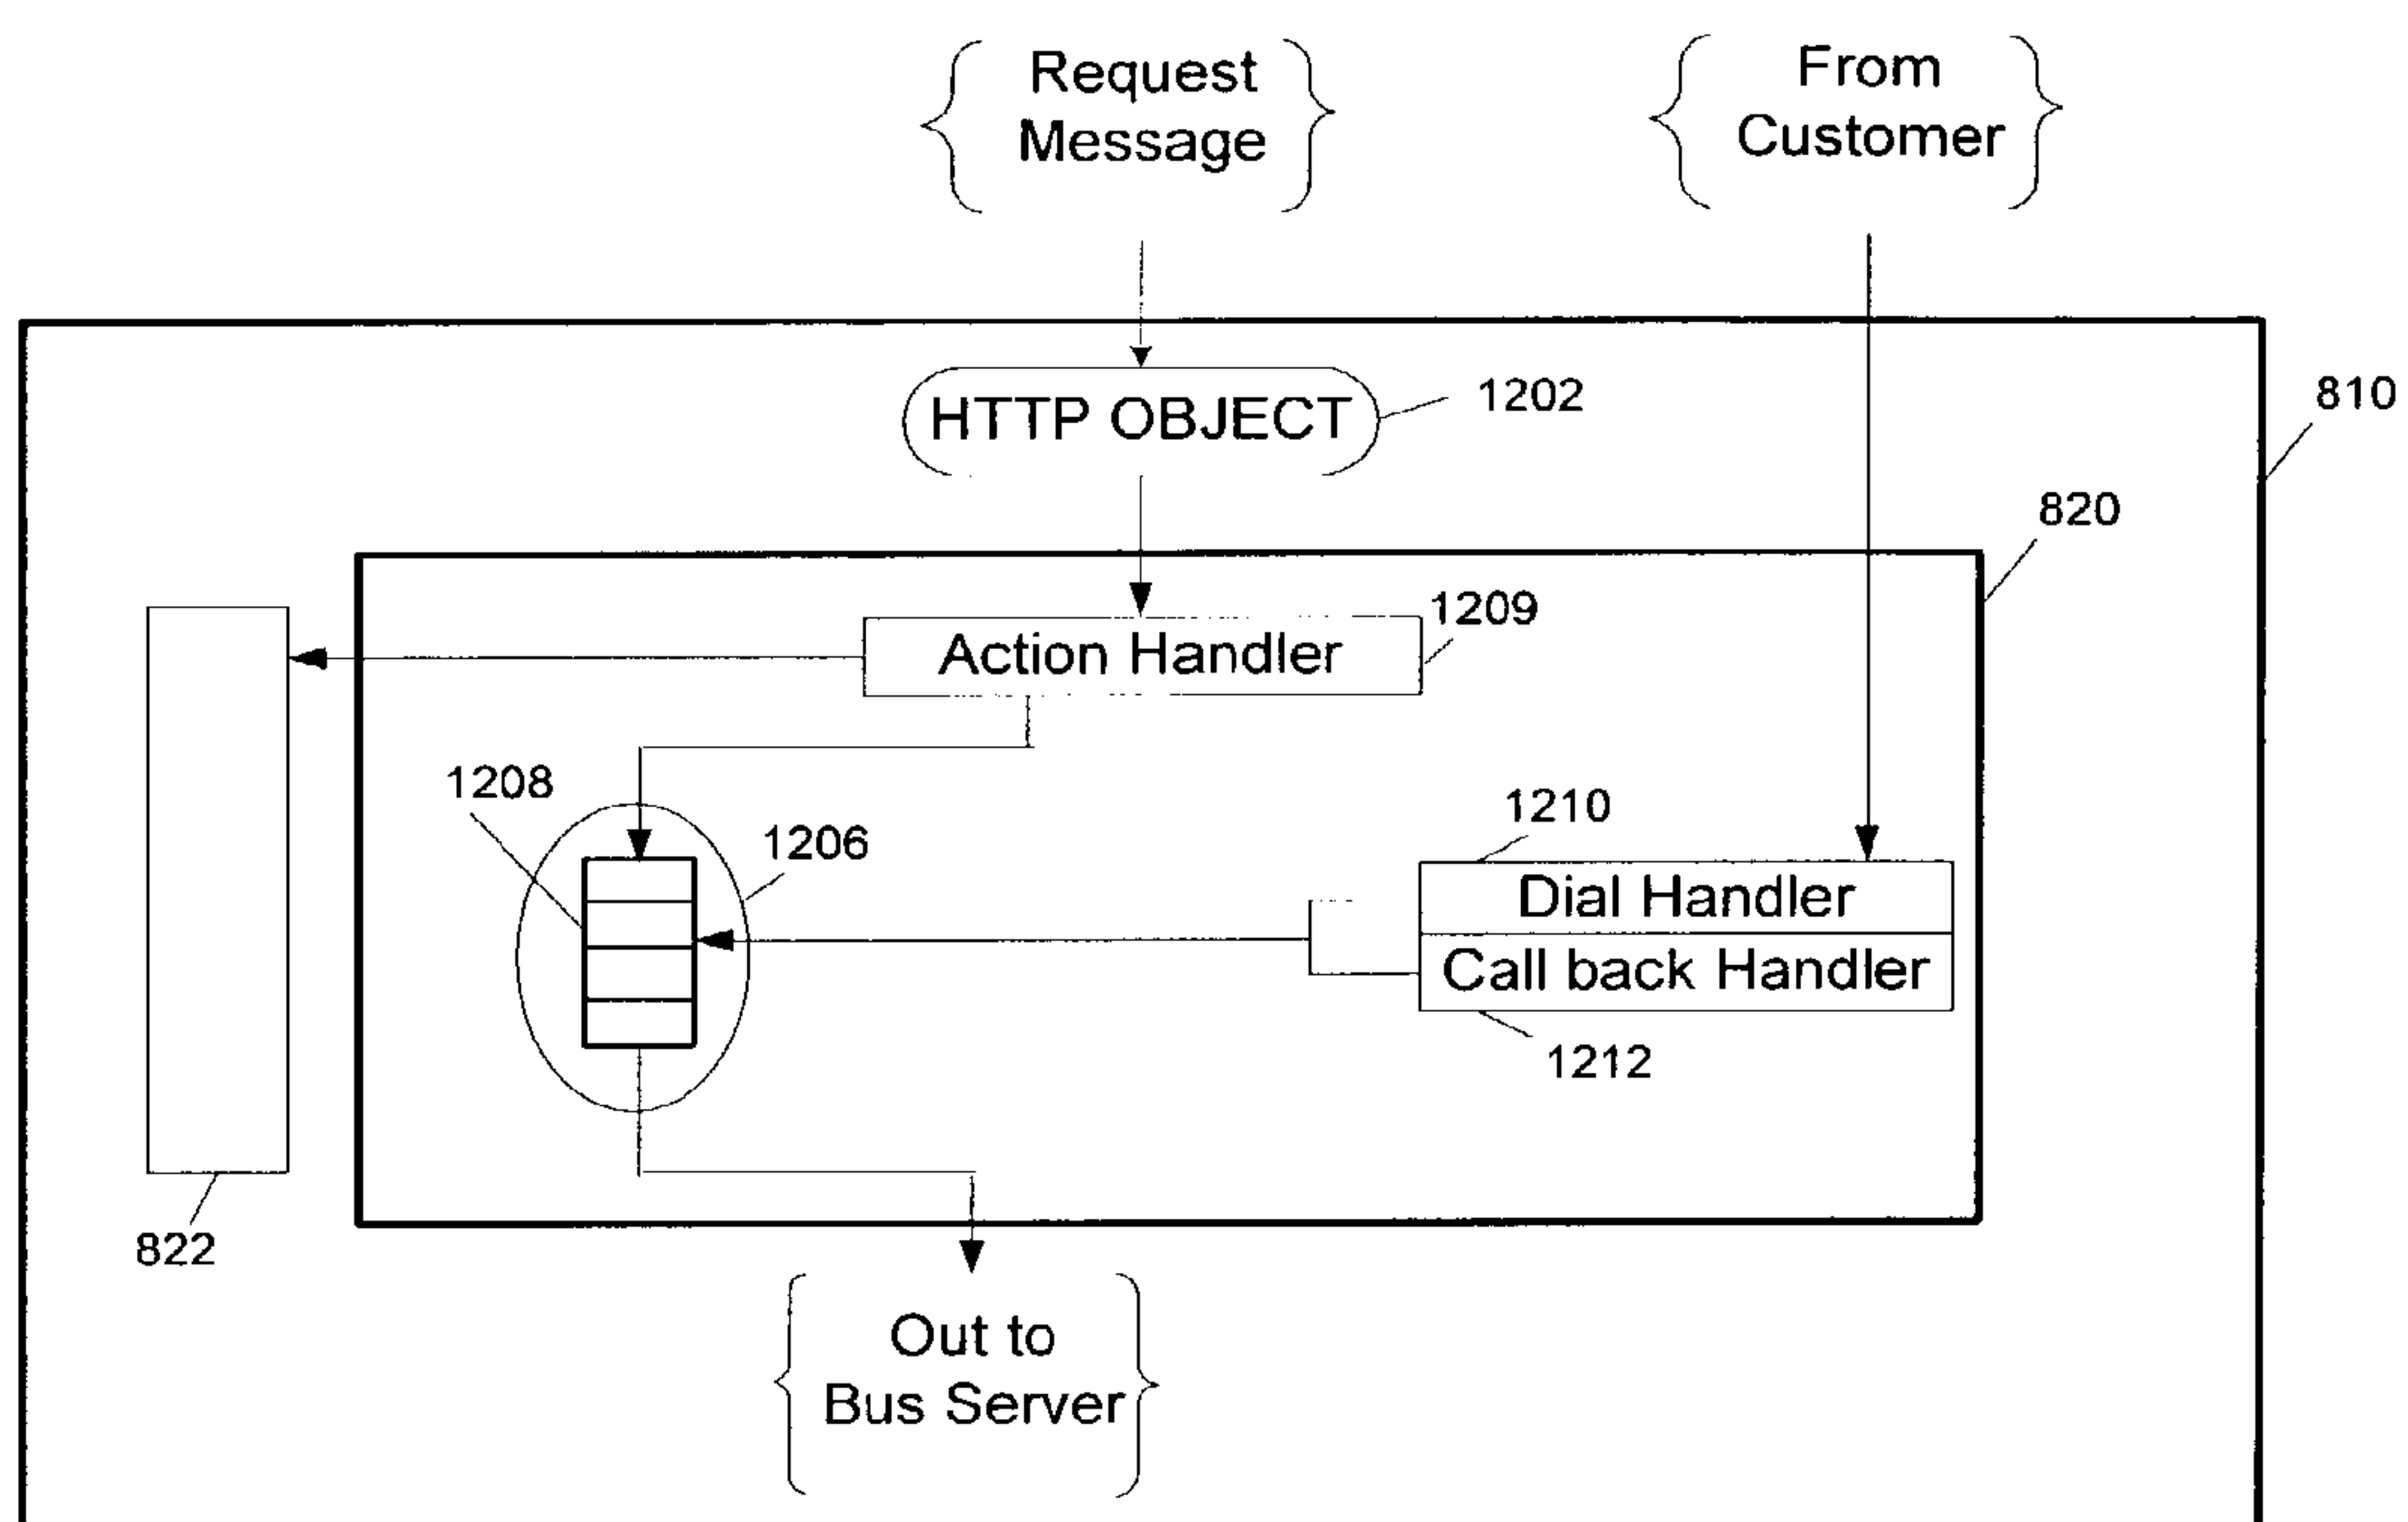 Request
Message
From
Customer
HTTP OBJECT
1202
810
820
Action Handler
1209
1208
1206
1210
Dial Handler
Call back Handler
1212
822
Out to
Bus Server